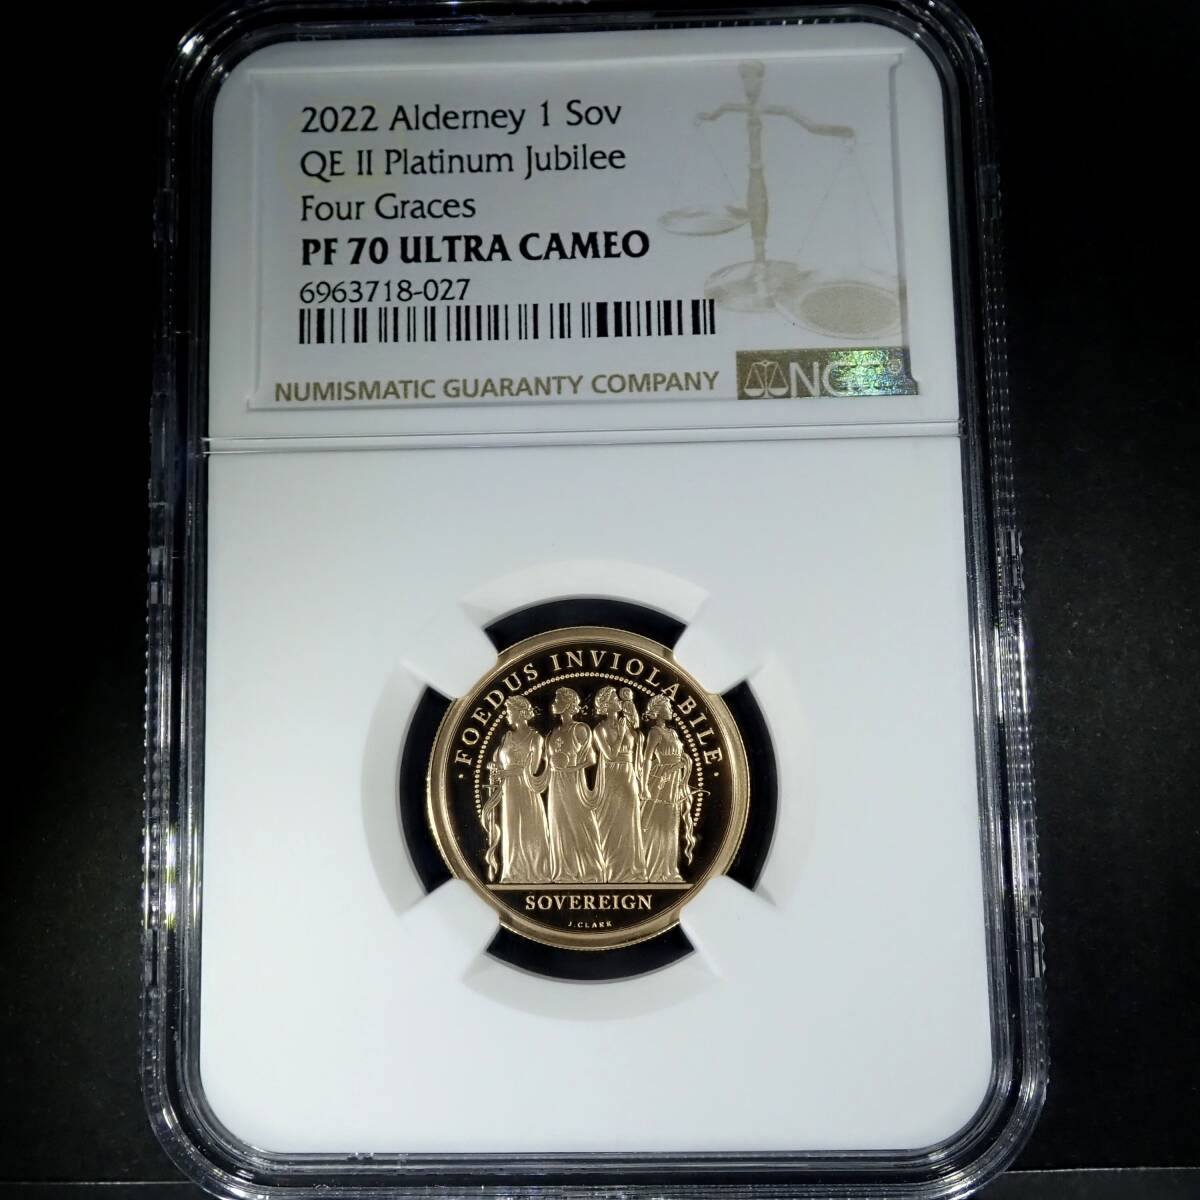 2022 Alderney 1 Sov
QE II Platinum Jubilee
Four Graces
PF 70 ULTRA CAMEO
6963718-027
NUMISMATIC GUARANTY COMPANY
NGC
· FOEDUS INVIOLABILE ·
SOVEREIGN
J.CLARK